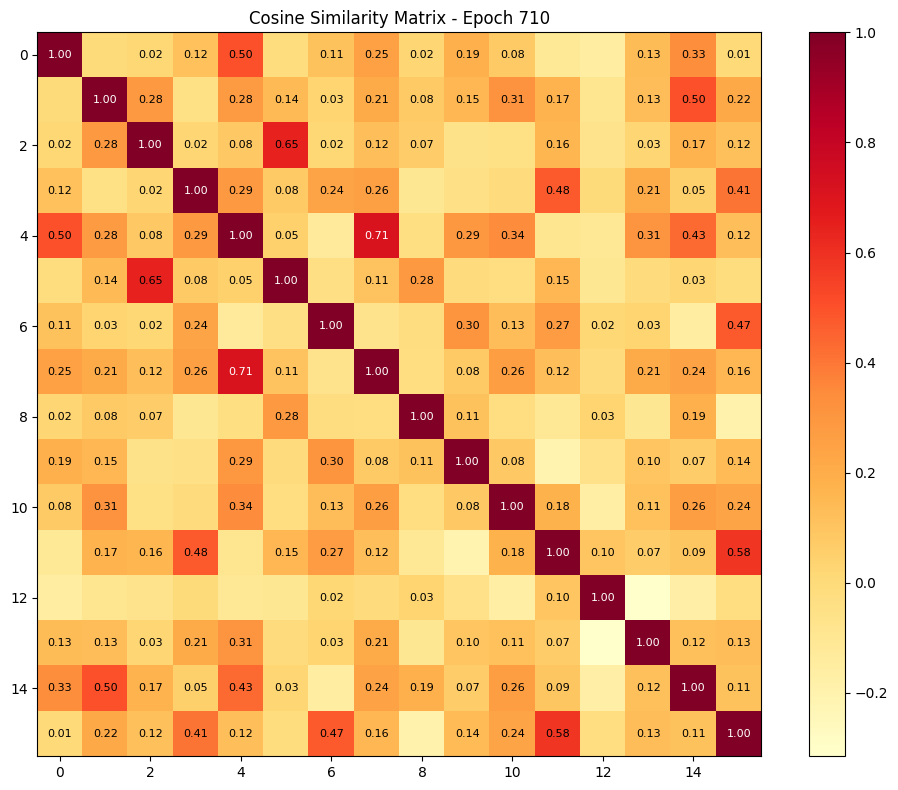 Cosine Similarity Matrix - Epoch 710
0 1.00 0.02 0.12 0.50 0.11 0.25 0.02 0.19 0.08 0.13 0.33 0.01
1.00 0.28 0.28 0.14 0.03 0.21 0.08 0.15 0.31 0.17 0.13 0.50 0.22
2 0.02 0.28 1.00 0.02 0.08 0.65 0.02 0.12 0.07 0.16 0.03 0.17 0.12
0.12 0.02 1.00 0.29 0.08 0.24 0.26 0.48 0.21 0.05 0.41
4 0.50 0.28 0.08 0.29 1.00 0.05 0.71 0.29 0.34 0.31 0.43 0.12
0.14 0.65 0.08 0.05 1.00 0.11 0.28 0.15 0.03
6 0.11 0.03 0.02 0.24 1.00 0.30 0.13 0.27 0.02 0.03 0.47
0.25 0.21 0.12 0.26 0.71 0.11 1.00 0.08 0.26 0.12 0.21 0.24 0.16
8 0.02 0.08 0.07 0.28 1.00 0.11 0.03 0.19
0.19 0.15 0.29 0.30 0.08 0.11 1.00 0.08 0.10 0.07 0.14
10 0.08 0.31 0.34 0.13 0.26 0.08 1.00 0.18 0.11 0.26 0.24
0.17 0.16 0.48 0.15 0.27 0.12 0.18 1.00 0.10 0.07 0.09 0.58
12 0.02 0.03 0.10 1.00
0.13 0.13 0.03 0.21 0.31 0.03 0.21 0.10 0.11 0.07 1.00 0.12 0.13
14 0.33 0.50 0.17 0.05 0.43 0.03 0.24 0.19 0.07 0.26 0.09 0.12 1.00 0.11
0.01 0.22 0.12 0.41 0.12 0.47 0.16 0.14 0.24 0.58 0.13 0.11 1.00
0 2 4 6 8 10 12 14
1.0
0.8
0.6
0.4
0.2
0.0
−0.2